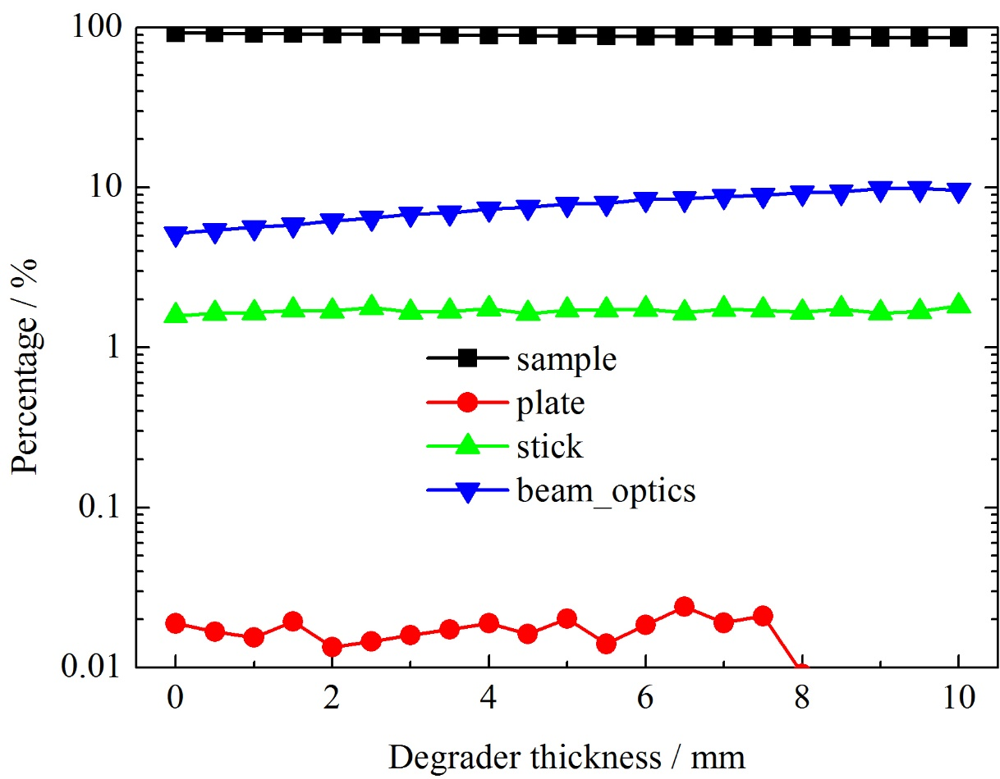 100
10
1
0.1
0.01
Percentage / %
sample
plate
stick
beam_optics
0 2 4 6 8 10
Degrader thickness / mm